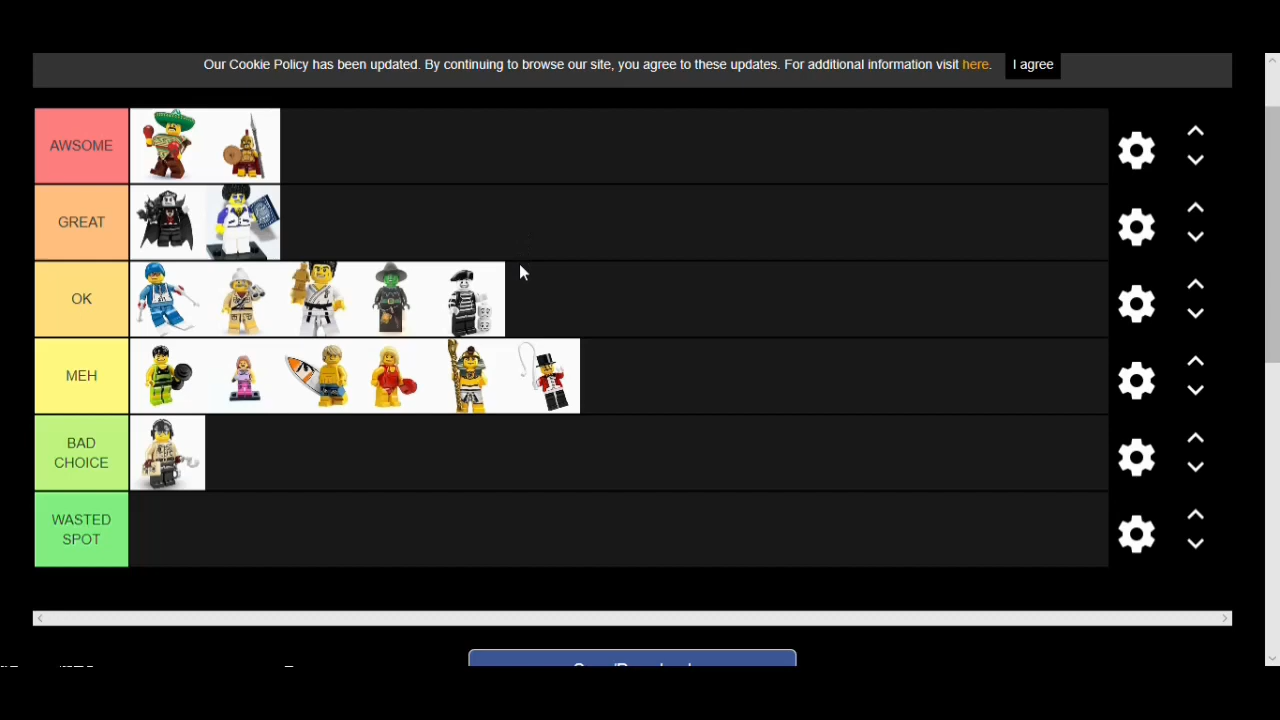 Our Cookie Policy has been updated. By continuing to browse our site, you agree to these updates. For additional information visit here. I agree
AWSOME
GREAT
OK
MEH
BAD
CHOICE
WASTED
SPOT